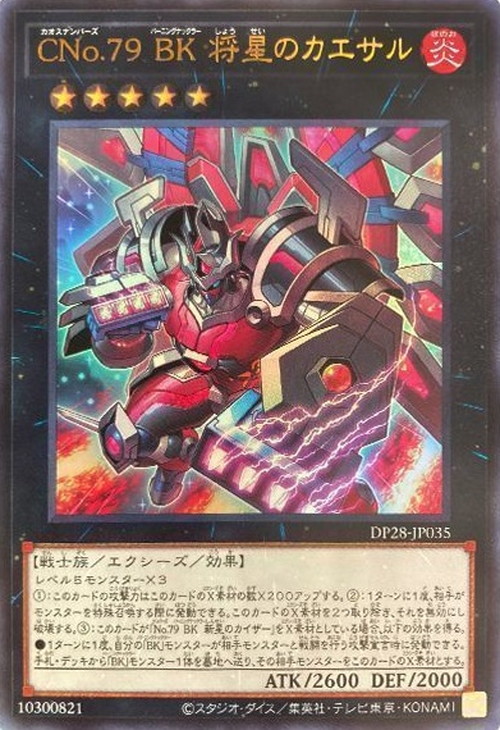 カオスナンバーズ バーニングナックラー しょう せい
CNo.79 BK 将星のカエサル
炎
DP28-JP035
【戦士族/エクシーズ/効果】
レベル5モンスター×3
①:このカードの攻撃力はこのカードのX素材の数×200アップする。②:1ターンに1度、相手が
モンスターを特殊召喚する際に発動できる。このカードのX素材を2つ取り除き、それを無効にし
破壊する。③:このカードが「No.79 BK 新星のカイザー」をX素材としている場合、以下の効果を得る。
●1ターンに1度、自分の「BK」モンスターが相手モンスターと戦闘を行う攻撃宣言時に発動できる。
手札・デッキから「BK」モンスター1体を墓地へ送り、その相手モンスターをこのカードのX素材とする。
ATK/2600 DEF/2000
10300821
©スタジオ・ダイス/集英社・テレビ東京・KONAMI